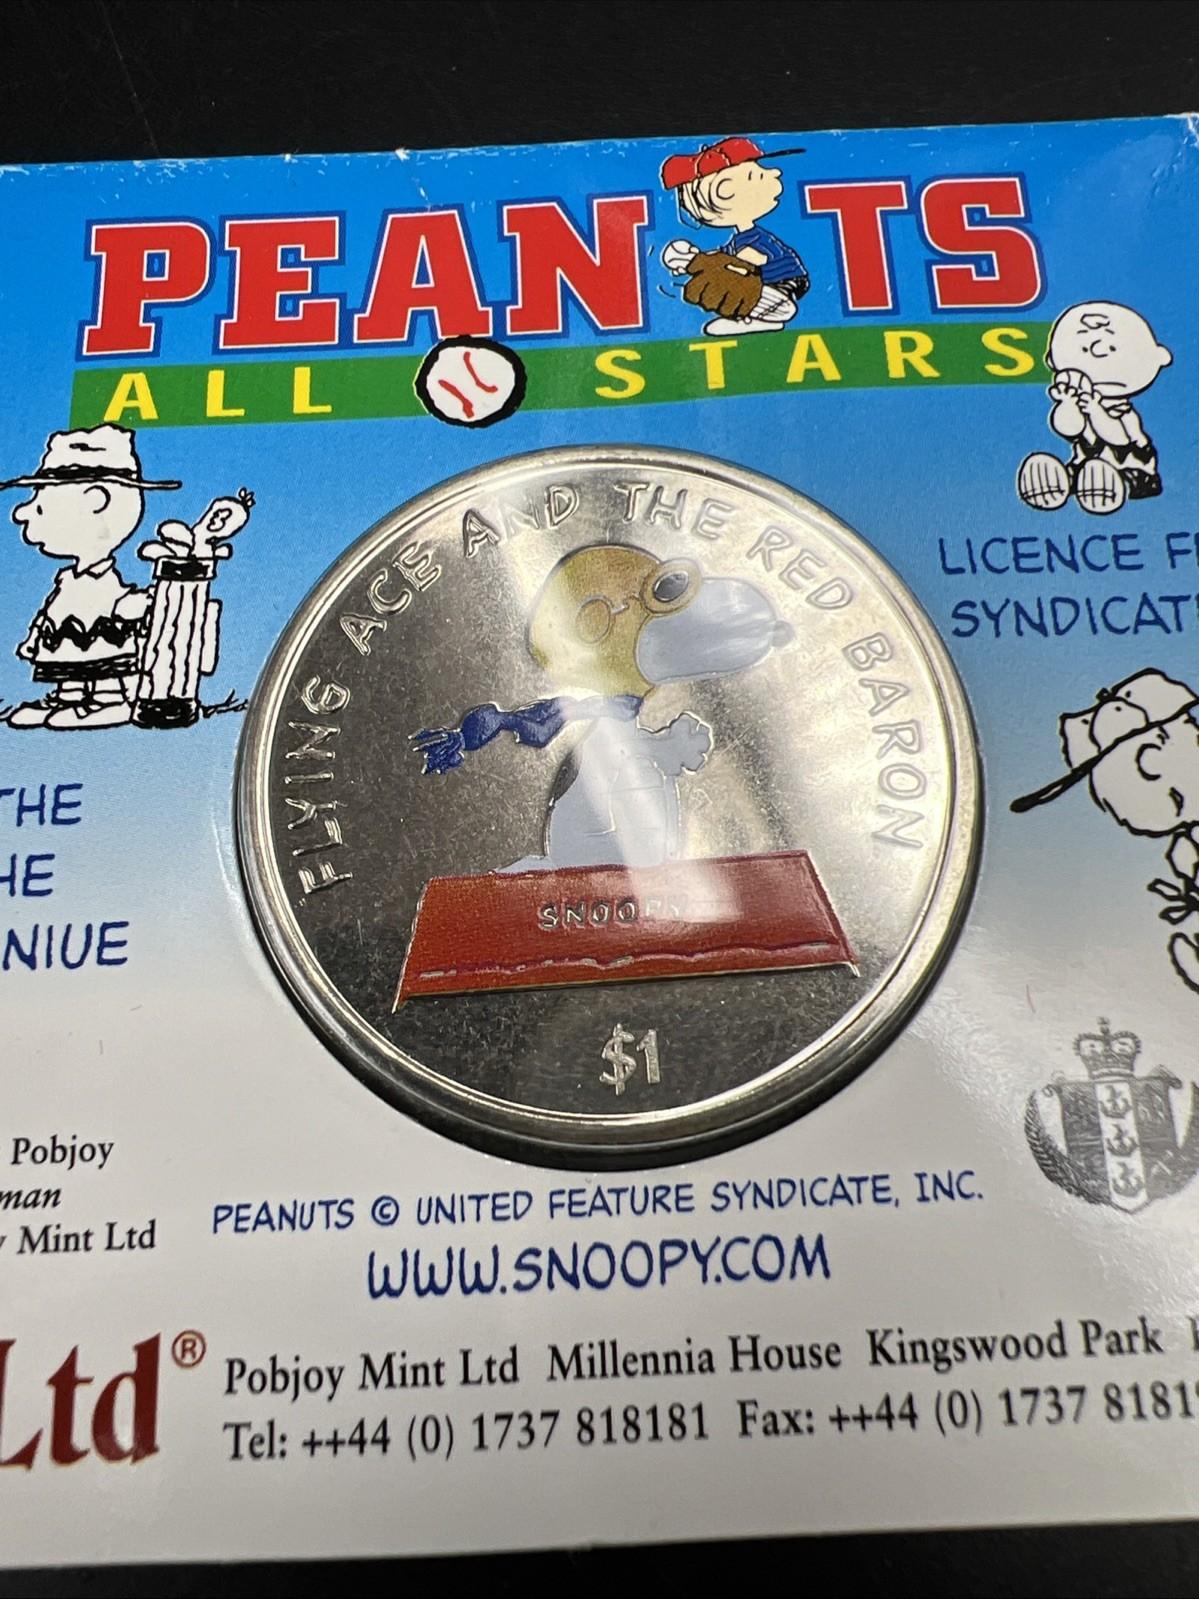 PEANUTS
ALL STARS
FLYING ACE AND THE RED BARON
SNOOPY
$1
LICENCE
SYNDICAT
THE
HE
NIUE
Pobjoy
man
Mint Ltd
PEANUTS © UNITED FEATURE SYNDICATE, INC.
WWW.SNOOPY.COM
Ltd®
Pobjoy Mint Ltd Millennia House Kingswood Park
Tel: ++44 (0) 1737 818181 Fax: ++44 (0) 1737 8181